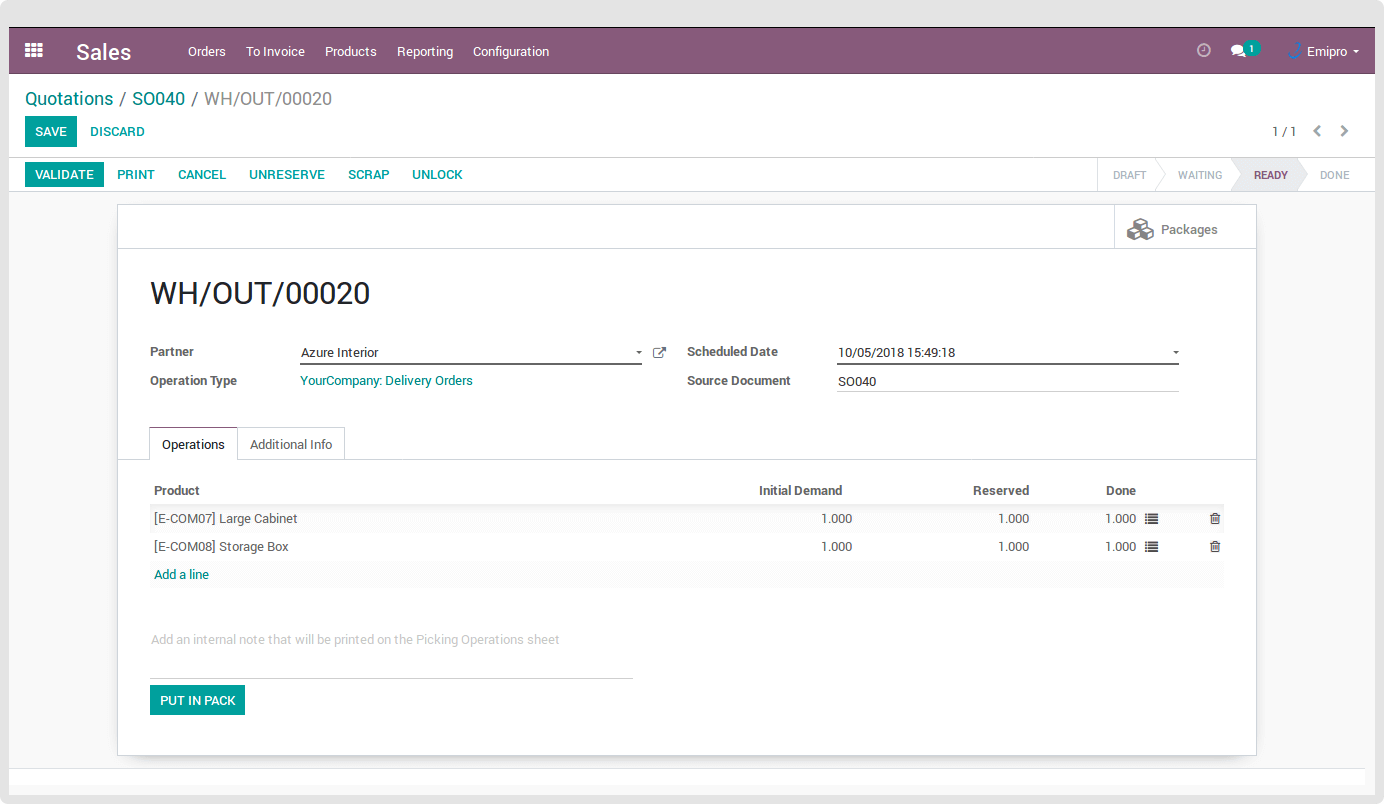 Sales Orders To Invoice Products Reporting Configuration 1 Emipro
Quotations / SO040 / WH/OUT/00020
SAVE DISCARD 1 / 1
VALIDATE PRINT CANCEL UNRESERVE SCRAP UNLOCK DRAFT WAITING READY DONE
Packages
WH/OUT/00020
Partner Azure Interior Scheduled Date 10/05/2018 15:49:18
Operation Type YourCompany: Delivery Orders Source Document SO040
Operations Additional Info
Product Initial Demand Reserved Done
[E-COM07] Large Cabinet 1.000 1.000 1.000
[E-COM08] Storage Box 1.000 1.000 1.000
Add a line
Add an internal note that will be printed on the Picking Operations sheet
PUT IN PACK